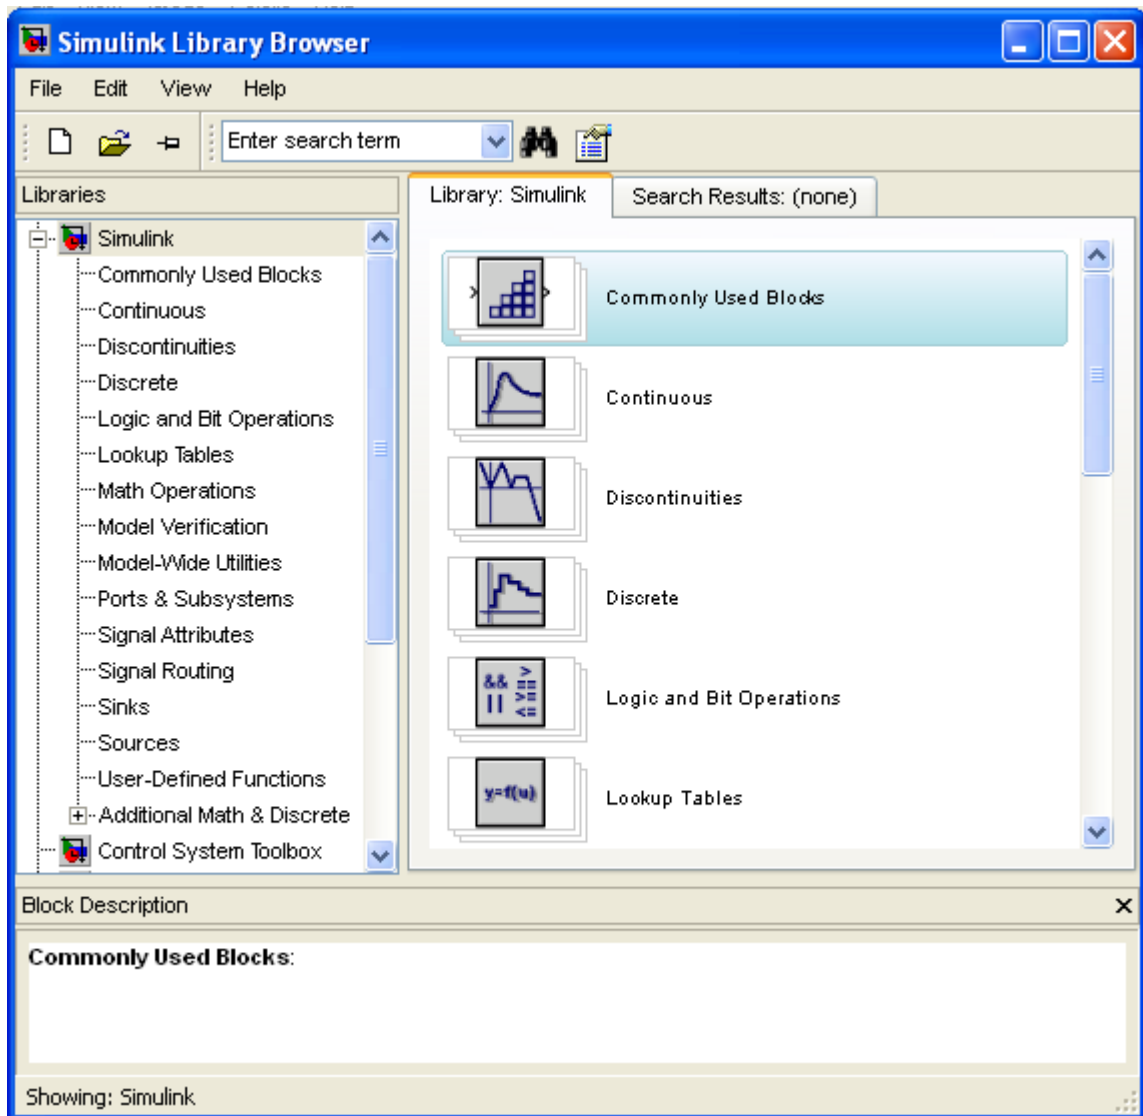 Simulink Library Browser
File Edit View Help
Enter search term
Libraries
Simulink
Commonly Used Blocks
Continuous
Discontinuities
Discrete
Logic and Bit Operations
Lookup Tables
Math Operations
Model Verification
Model-Wide Utilities
Ports & Subsystems
Signal Attributes
Signal Routing
Sinks
Sources
User-Defined Functions
Additional Math & Discrete
Control System Toolbox
Library: Simulink
Search Results: (none)
Commonly Used Blocks
Continuous
Discontinuities
Discrete
&& >
== 
|| >=
<=
Logic and Bit Operations
y=f(u)
Lookup Tables
Block Description
Commonly Used Blocks:
Showing: Simulink